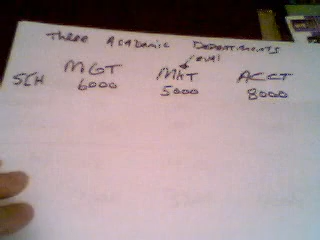 three Academic Departments
level
MGT MKT ACCT
SCH 6000 5000 8000